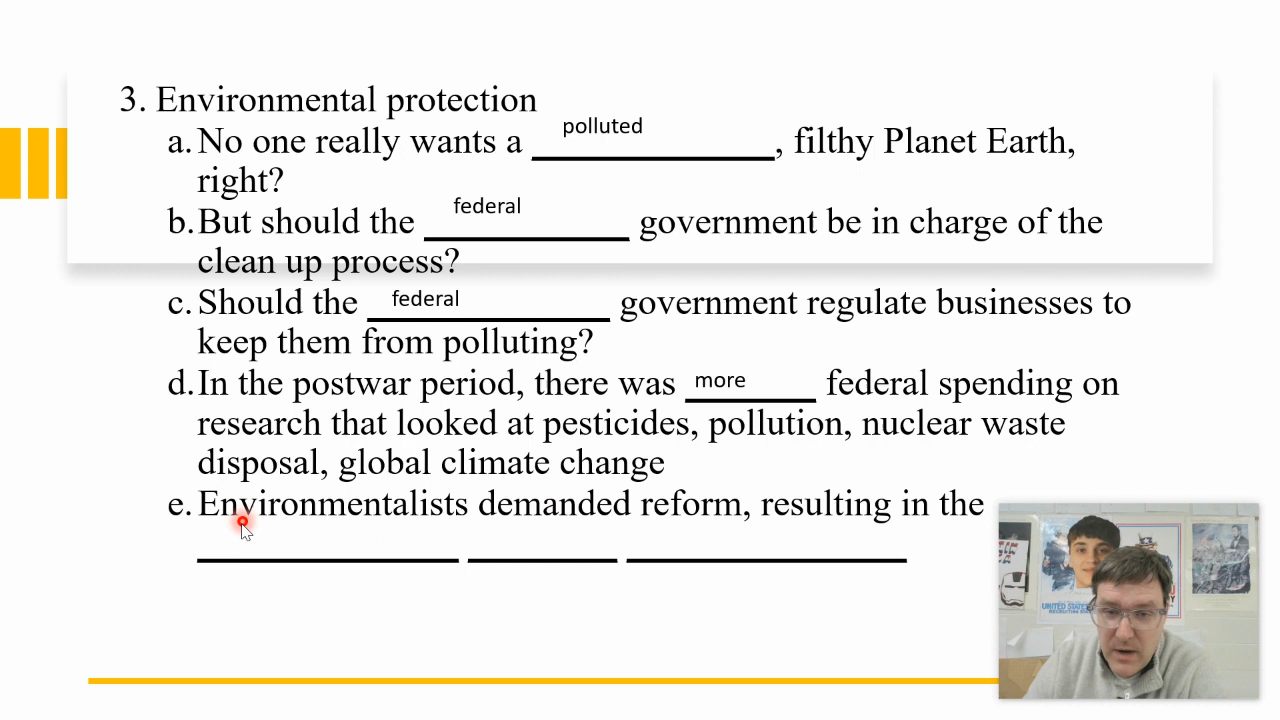 3. Environmental protection
a. No one really wants a polluted, filthy Planet Earth,
right?
b. But should the federal government be in charge of the
clean up process?
c. Should the federal government regulate businesses to
keep them from polluting?
d. In the postwar period, there was more federal spending on
research that looked at pesticides, pollution, nuclear waste
disposal, global climate change
e. Environmentalists demanded reform, resulting in the
UNITED STATES